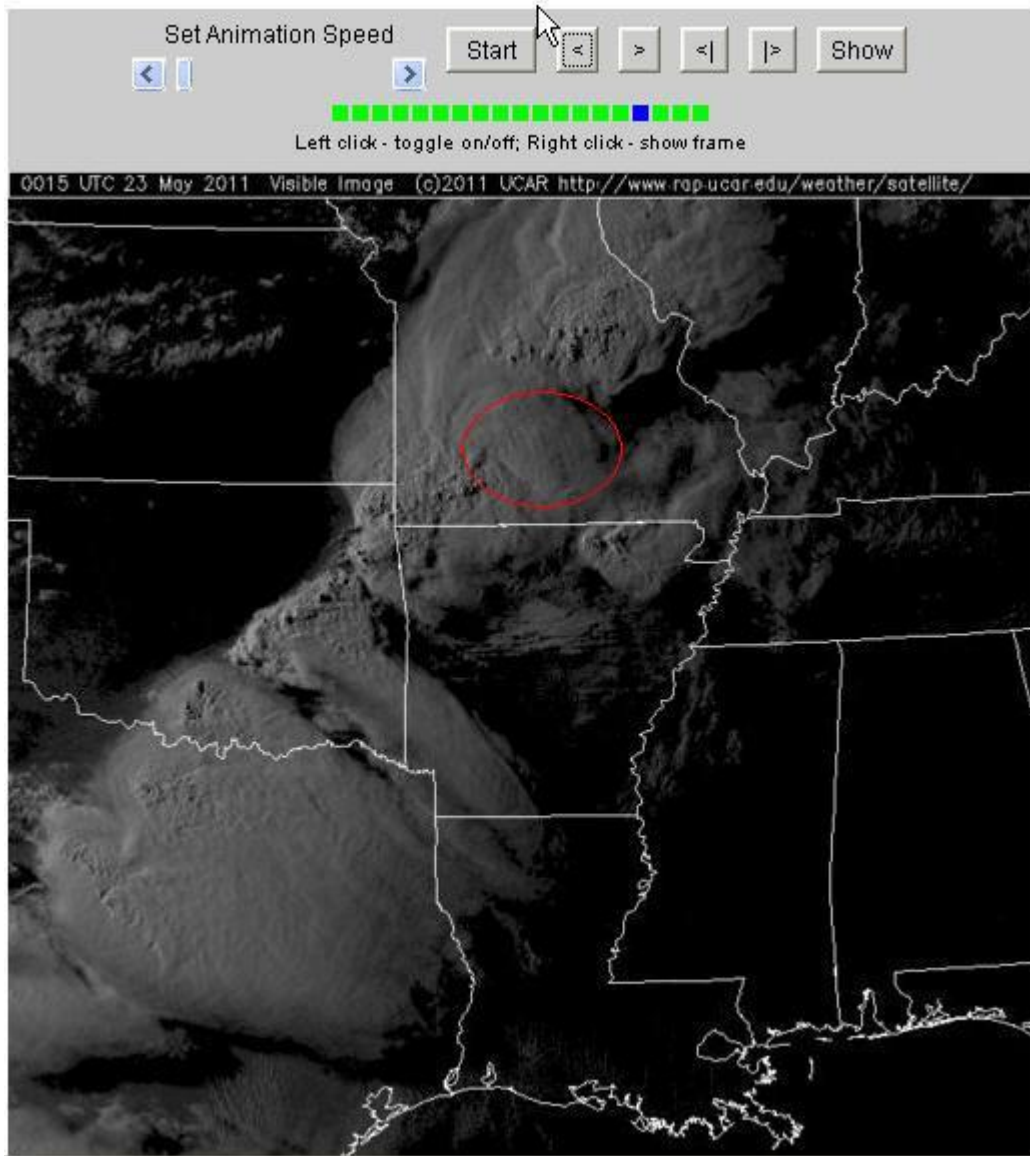 Set Animation Speed
Start < > <| |> Show
Left click - toggle on/off; Right click - show frame
0015 UTC 23 May 2011 Visible Image (c)2011 UCAR http://www.rap.ucar.edu/weather/satellite/